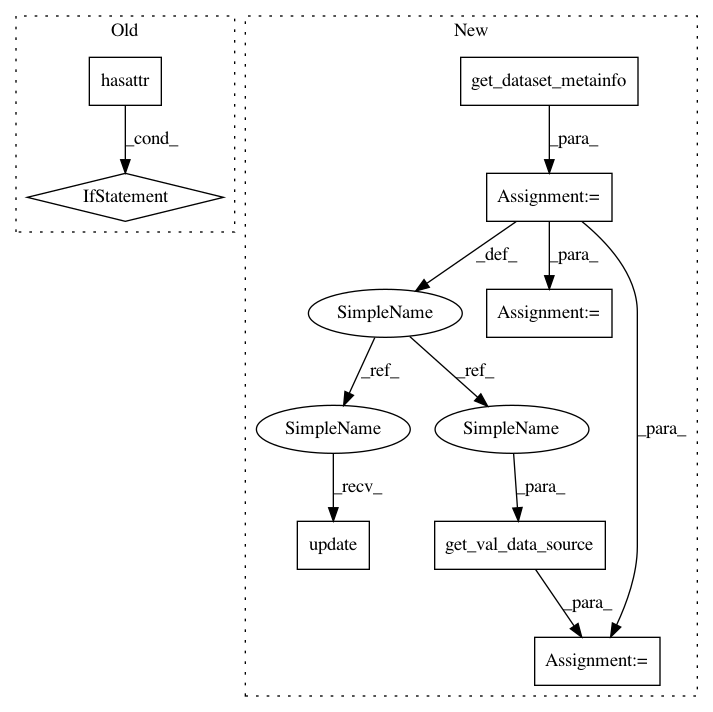 Old
New
hasattr
get_dataset_metainfo
_cond_
_para_
IfStatement
Assignment:=
_def_
_para_
SimpleName
Assignment:=
_ref_
_ref_
_para_
SimpleName
SimpleName
_recv_
_para_
update
get_val_data_source
_para_
Assignment:=